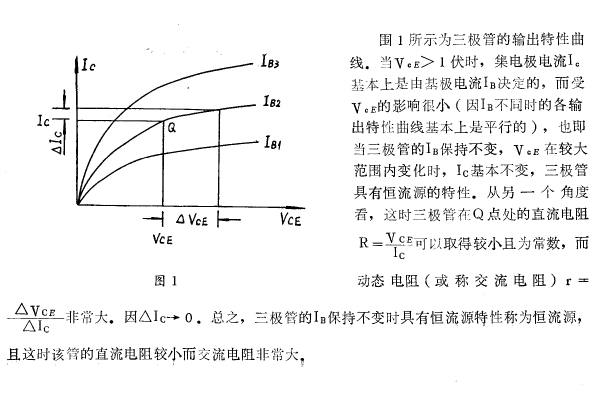 Ic
IB3
IB2
Ic
Q
△Ic
IB1
△VCE
VCE
VCE
图1
图1所示为三极管的输出特性曲
线。当VcE>1伏时，集电极电流Ic
基本上是由基极电流IB决定的，而受
VcE的影响很小（因IB不同时的各输
出特性曲线基本上是平行的），也即
当三极管的IB保持不变，VcE在较大
范围内变化时，Ic基本不变，三极管
具有恒流源的特性。从另一个角度
看，这时三极管在Q点处的直流电阻
R=VCE/Ic可以取得较小且为常数，而
动态电阻（或称交流电阻）r=
△VCE/△Ic非常大。因△Ic→0。总之，三极管的IB保持不变时具有恒流源特性称为恒流源，
且这时该管的直流电阻较小而交流电阻非常大。